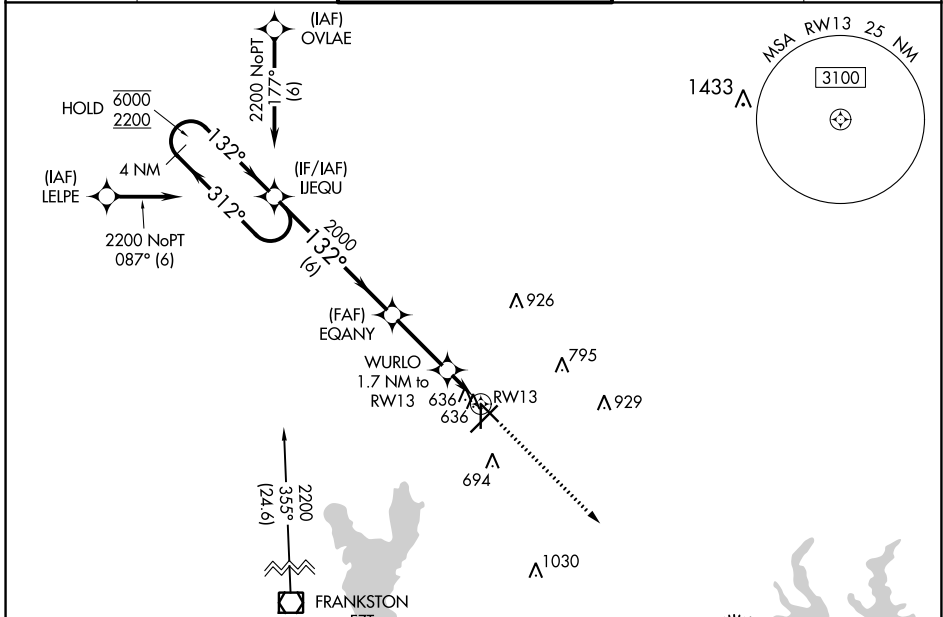 (IAF)
OVLAE
2200 NoPT
177°
(6)
MSA RW13 25 NM
3100
1433
HOLD
6000
2200
132°
4 NM
(IF/IAF)
IJEQU
(IAF)
LELPE
312°
2200 NoPT
087° (6)
2000
132°
(6)
(FAF)
EQANY
926
WURLO
1.7 NM to
RW13
795
636
RW13
636
929
694
2200
355°
(24.6)
1030
FRANKSTON